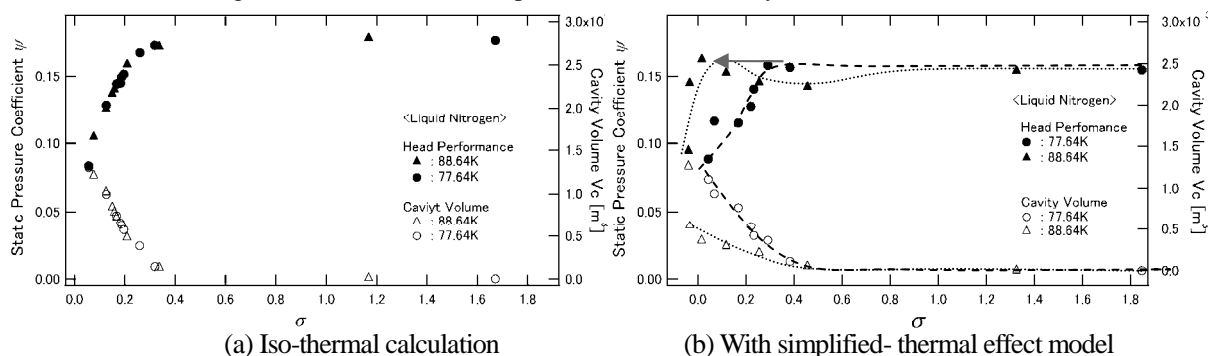 Static Pressure Coefficient ψ
0.15
0.10
0.05
0.00
0.0 0.2 0.4 0.6 0.8 1.0 1.2 1.4 1.6 1.8
σ
3.0×10
2.5
2.0
1.5
1.0
0.5
0.0
Cavity Volume Vc [m³]
<Liquid Nitrogen>
Head Performance
▲ : 88.64K
● : 77.64K
Caviyt Volume
△ : 88.64K
○ : 77.64K
(a) Iso-thermal calculation
Static Pressure Coefficient ψ
0.15
0.10
0.05
0.00
0.0 0.2 0.4 0.6 0.8 1.0 1.2 1.4 1.6 1.8
σ
3.0×10
2.5
2.0
1.5
1.0
0.5
0.0
Cavity Volume Vc [m³]
<Liquid Nitrogen>
Head Perfomance
● : 77.64K
▲ : 88.64K
Cavity Volume
○ : 77.64K
△ : 88.64K
(b) With simplified- thermal effect model